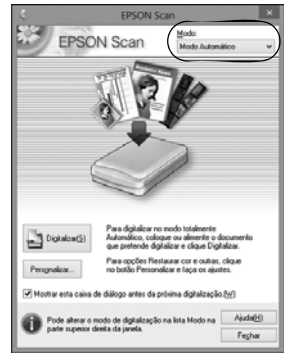 EPSON Scan
EPSON Scan
Modo:
Modo Automático
Digitalizar(S)
Para digitalizar no modo totalmente
Automático, coloque ou alimente o documento
que pretende digitalizar e clique Digitalizar.
Personalizar...
Para opções Restaurar cor e outras, clique
no botão Personalizar e faça os ajustes.
Mostrar esta caixa de diálogo antes da próxima digitalização.(W)
Pode alterar o modo de digitalização na lista Modo na
parte superior direita da janela.
Ajuda(H)
Fechar